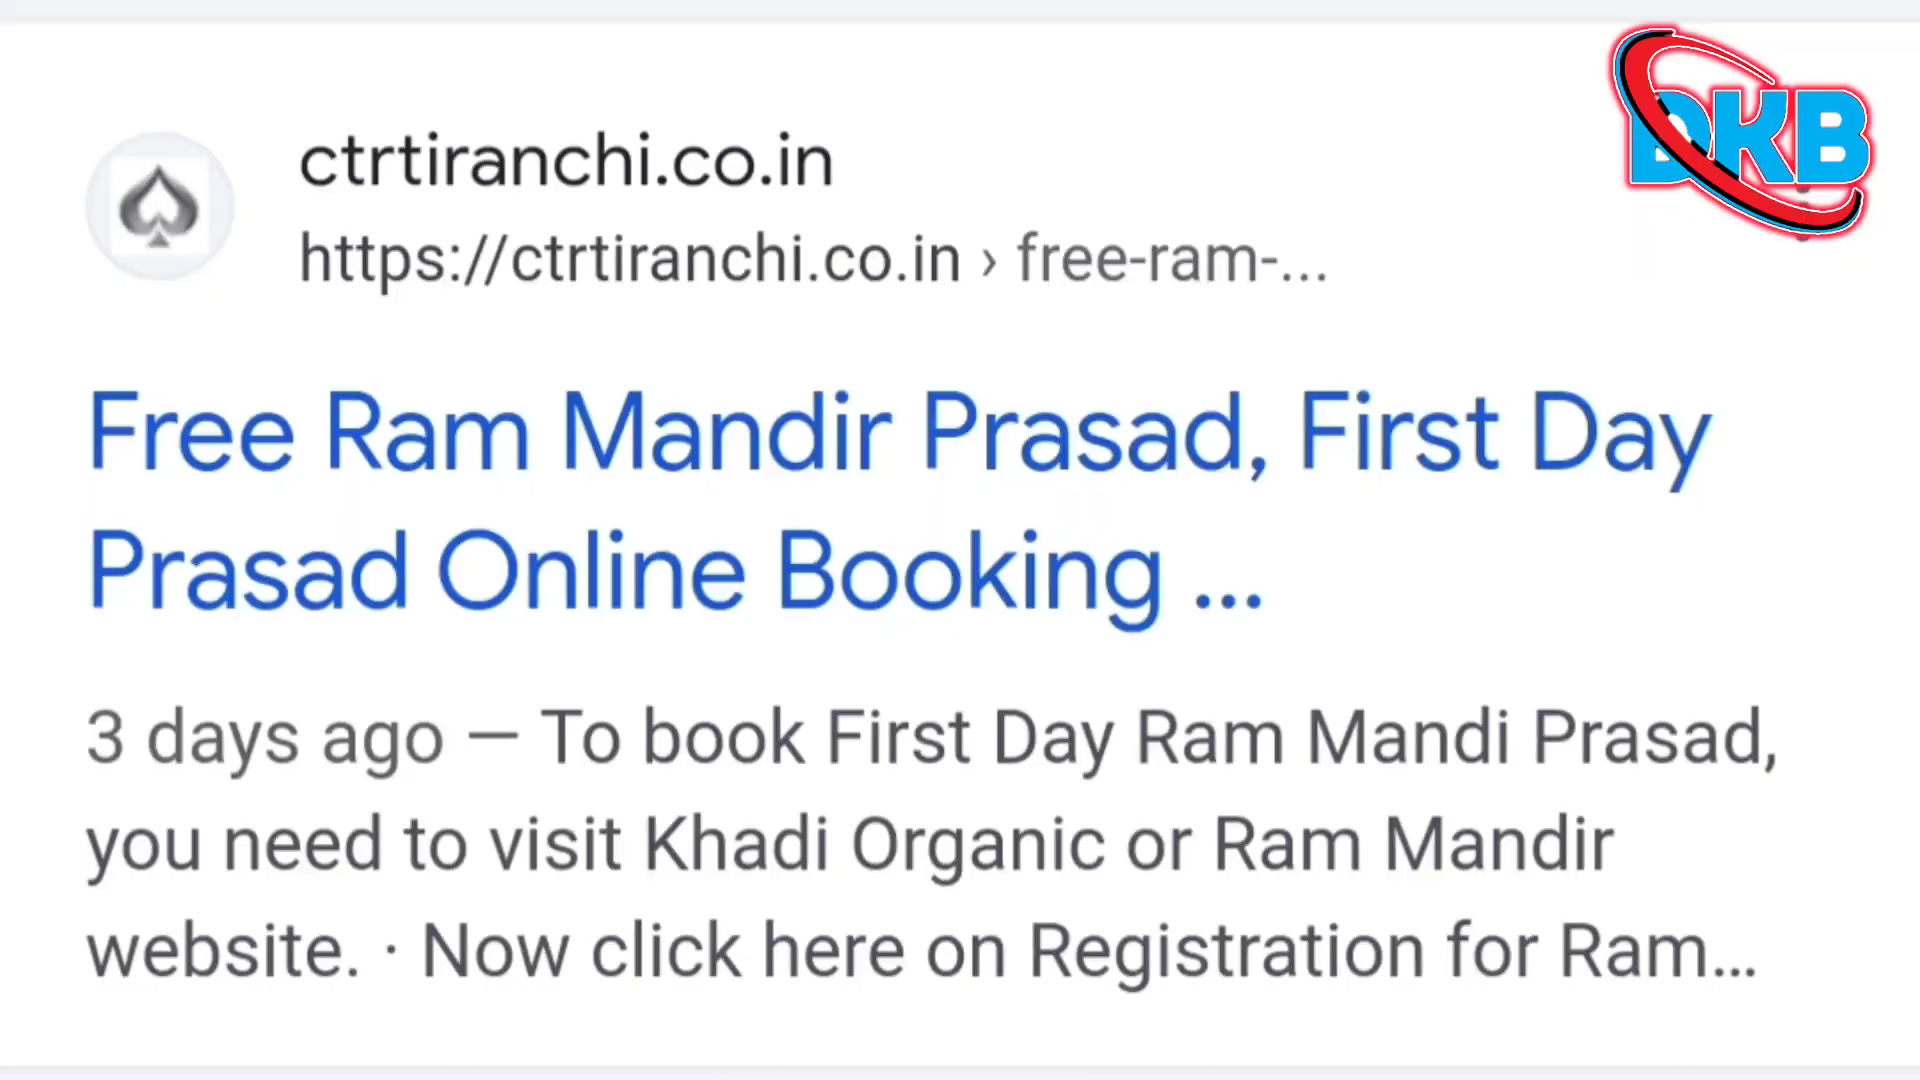 DKB
ctrtiranchi.co.in
https://ctrtiranchi.co.in › free-ram-...
Free Ram Mandir Prasad, First Day
Prasad Online Booking ...
3 days ago — To book First Day Ram Mandi Prasad,
you need to visit Khadi Organic or Ram Mandir
website. · Now click here on Registration for Ram...